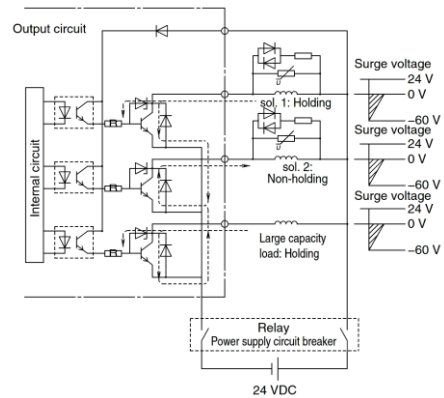 Output circuit
Internal circuit
sol. 1: Holding
sol. 2:
Non-holding
Large capacity
load: Holding
Surge voltage
24 V
0 V
−60 V
Surge voltage
24 V
0 V
−60 V
Surge voltage
24 V
0 V
−60 V
Relay
Power supply circuit breaker
24 VDC